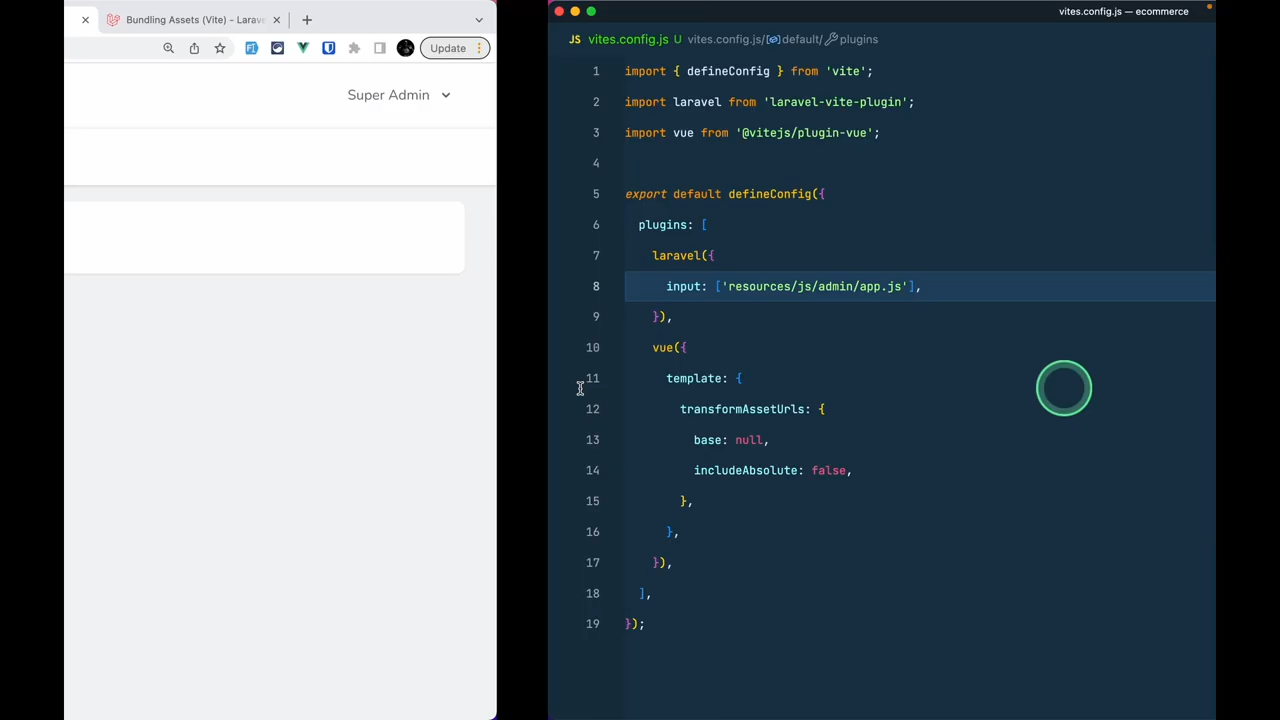 Bundling Assets (Vite) - Larave
Update
Super Admin
vites.config.js — ecommerce
JS vites.config.js U vites.config.js/default/plugins
1 import { defineConfig } from 'vite';
2 import laravel from 'laravel-vite-plugin';
3 import vue from '@vitejs/plugin-vue';
4
5 export default defineConfig({
6 plugins: [
7 laravel({
8 input: ['resources/js/admin/app.js'],
9 }),
10 vue({
11 template: {
12 transformAssetUrls: {
13 base: null,
14 includeAbsolute: false,
15 },
16 },
17 }),
18 ],
19 });